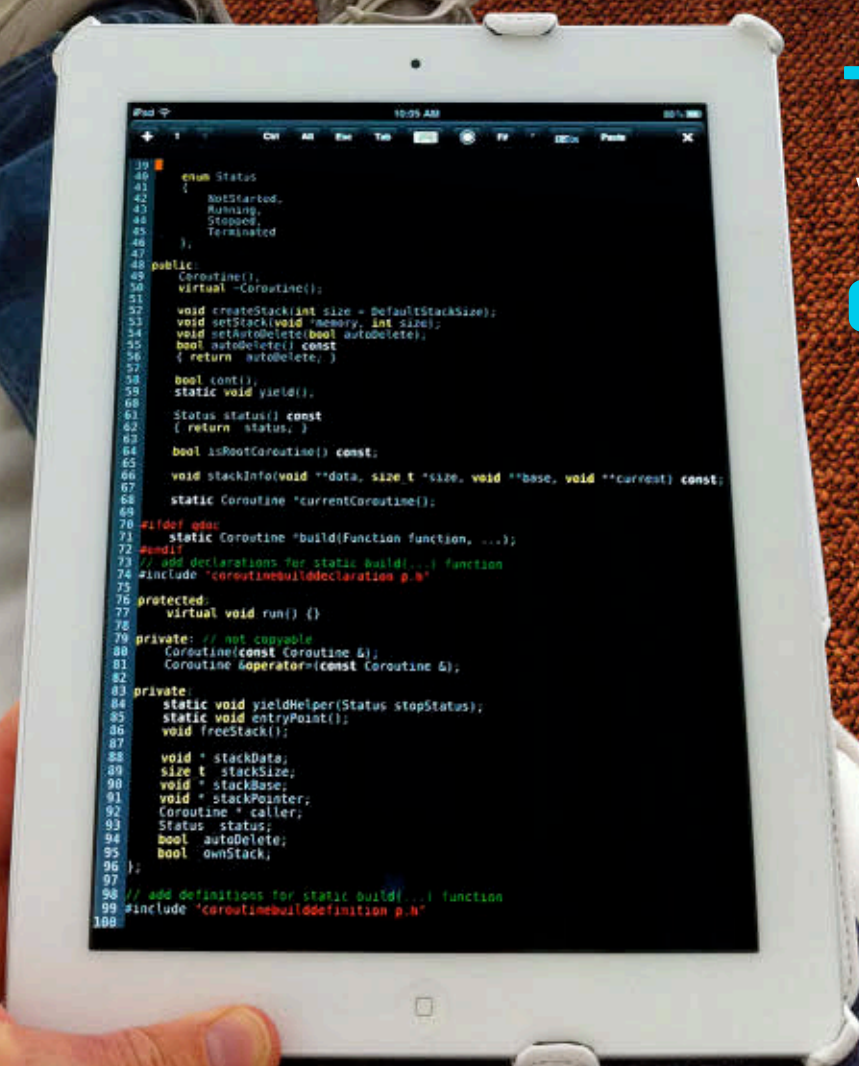 iPad 10:05 AM 80%
+ Ctrl Alt Esc Tab Fn Paste X
39
40 enum Status
41 {
42 NotStarted,
43 Running,
44 Stopped,
45 Terminated
46 };
47
48 public:
49 Coroutine();
50 virtual ~Coroutine();
51
52 void createStack(int size = DefaultStackSize);
53 void setStack(void *memory, int size);
54 void setAutoDelete(bool autoDelete);
55 bool autoDelete() const
56 { return _autoDelete; }
57
58 bool cont();
59 static void yield();
60
61 Status status() const
62 { return _status; }
63
64 bool isRootCoroutine() const;
65
66 void stackInfo(void **data, size_t *size, void **base, void **current) const;
67
68 static Coroutine *currentCoroutine();
69
70 #ifdef qdoc
71 static Coroutine *build(Function function, ...);
72 #endif
73 // add declarations for static build(...) function
74 #include "coroutinebuilddeclaration_p.h"
75
76 protected:
77 virtual void run() {}
78
79 private: // not copyable
80 Coroutine(const Coroutine &);
81 Coroutine &operator=(const Coroutine &);
82
83 private:
84 static void yieldHelper(Status stopStatus);
85 static void entryPoint();
86 void freeStack();
87
88 void *_stackData;
89 size_t _stackSize;
90 void *_stackBase;
91 void *_stackPointer;
92 Coroutine *_caller;
93 Status _status;
94 bool _autoDelete;
95 bool _ownStack;
96 };
97
98 // add definitions for static build(...) function
99 #include "coroutinebuilddefinition_p.h"
100